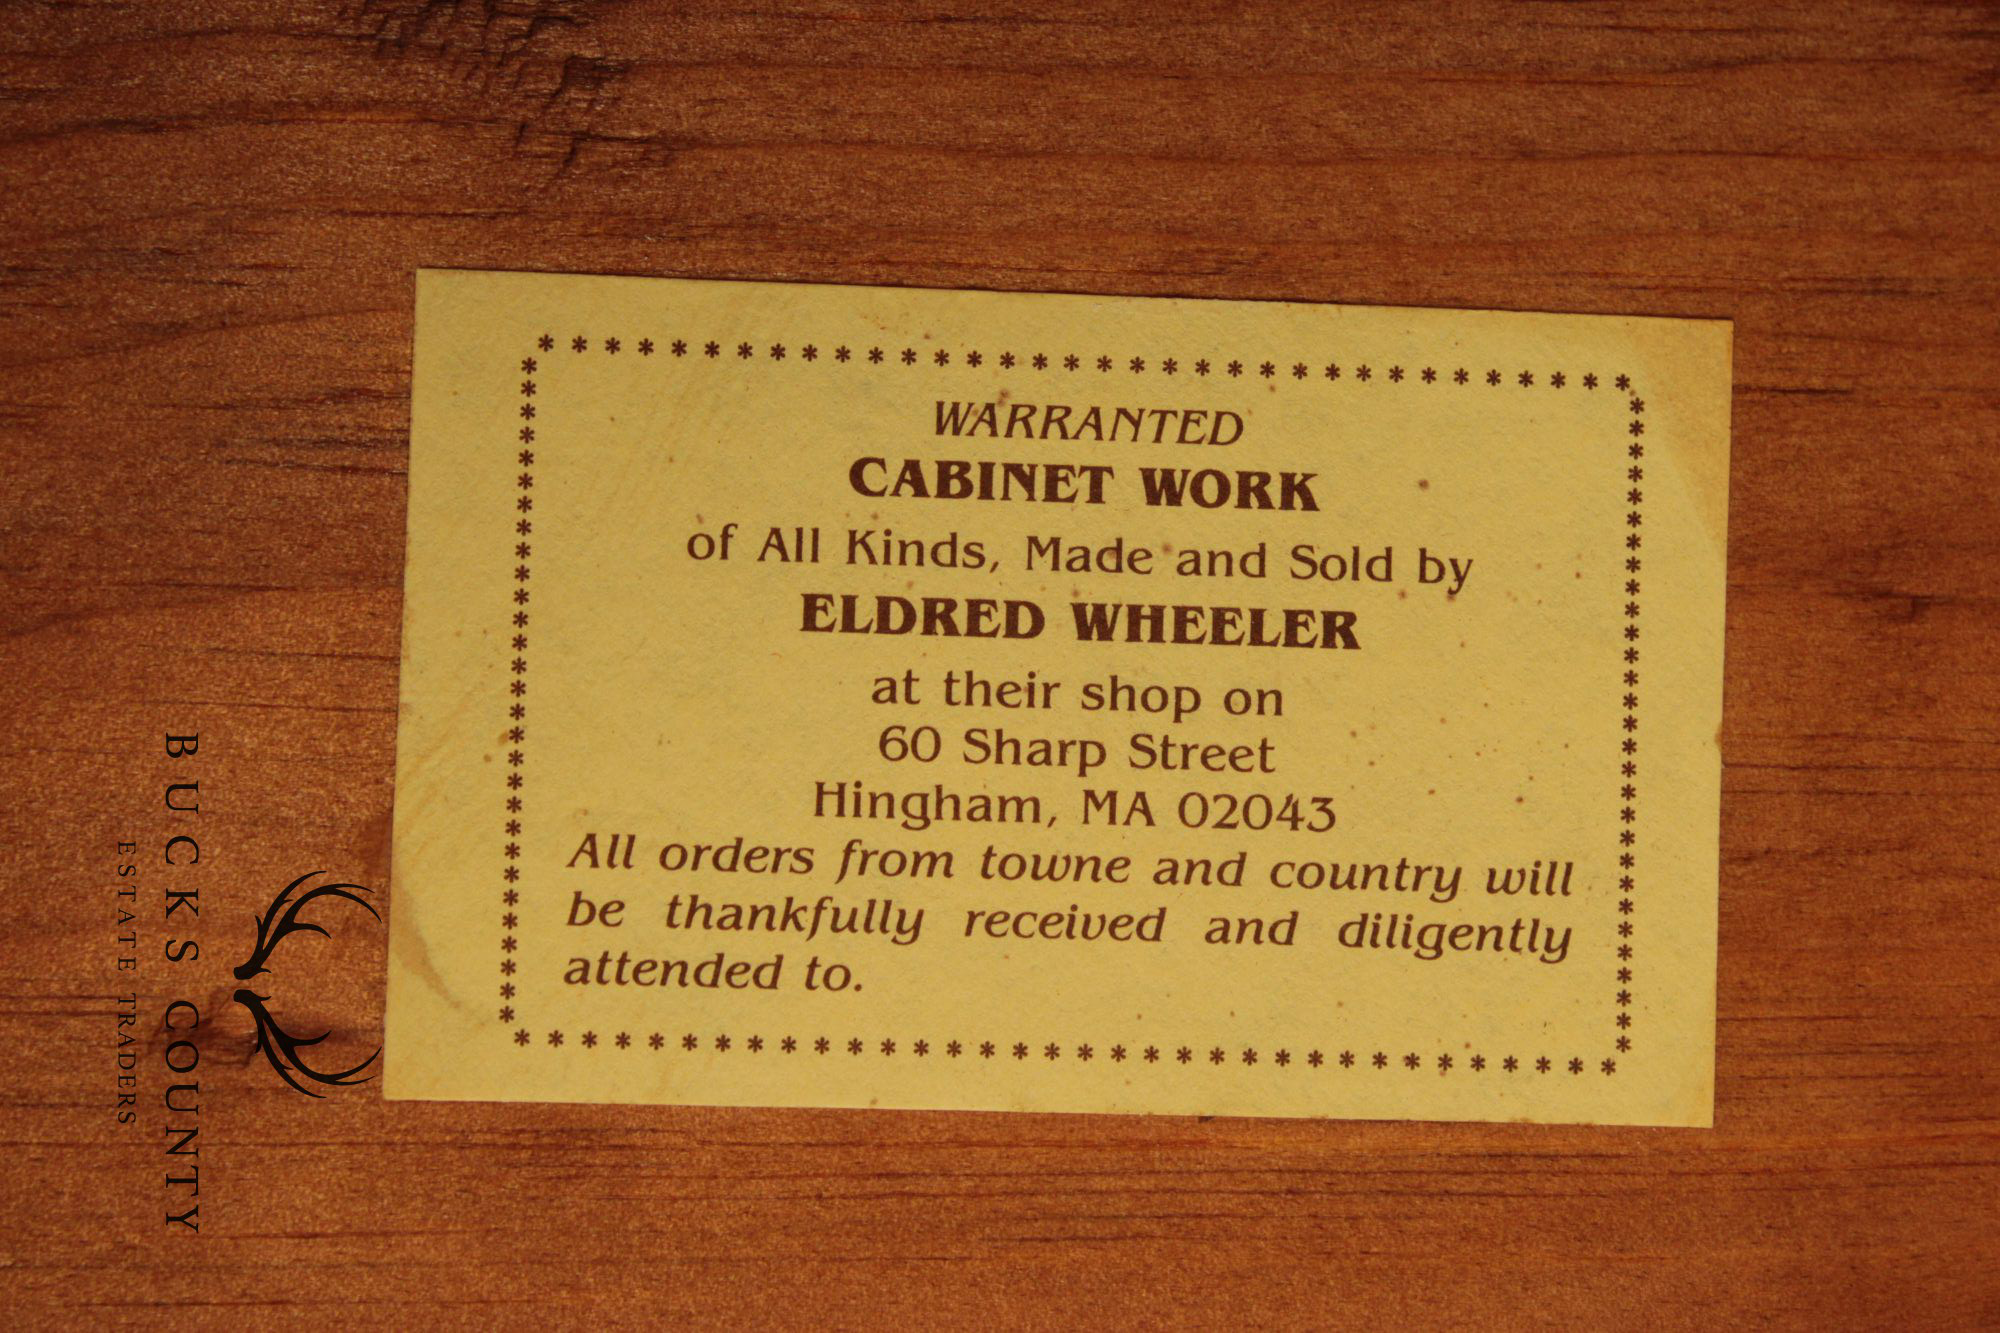 WARRANTED
CABINET WORK
of All Kinds, Made and Sold by
ELDRED WHEELER
at their shop on
60 Sharp Street
Hingham, MA 02043
All orders from towne and country will
be thankfully received and diligently
attended to.
BUCKS COUNTY
ESTATE TRADERS